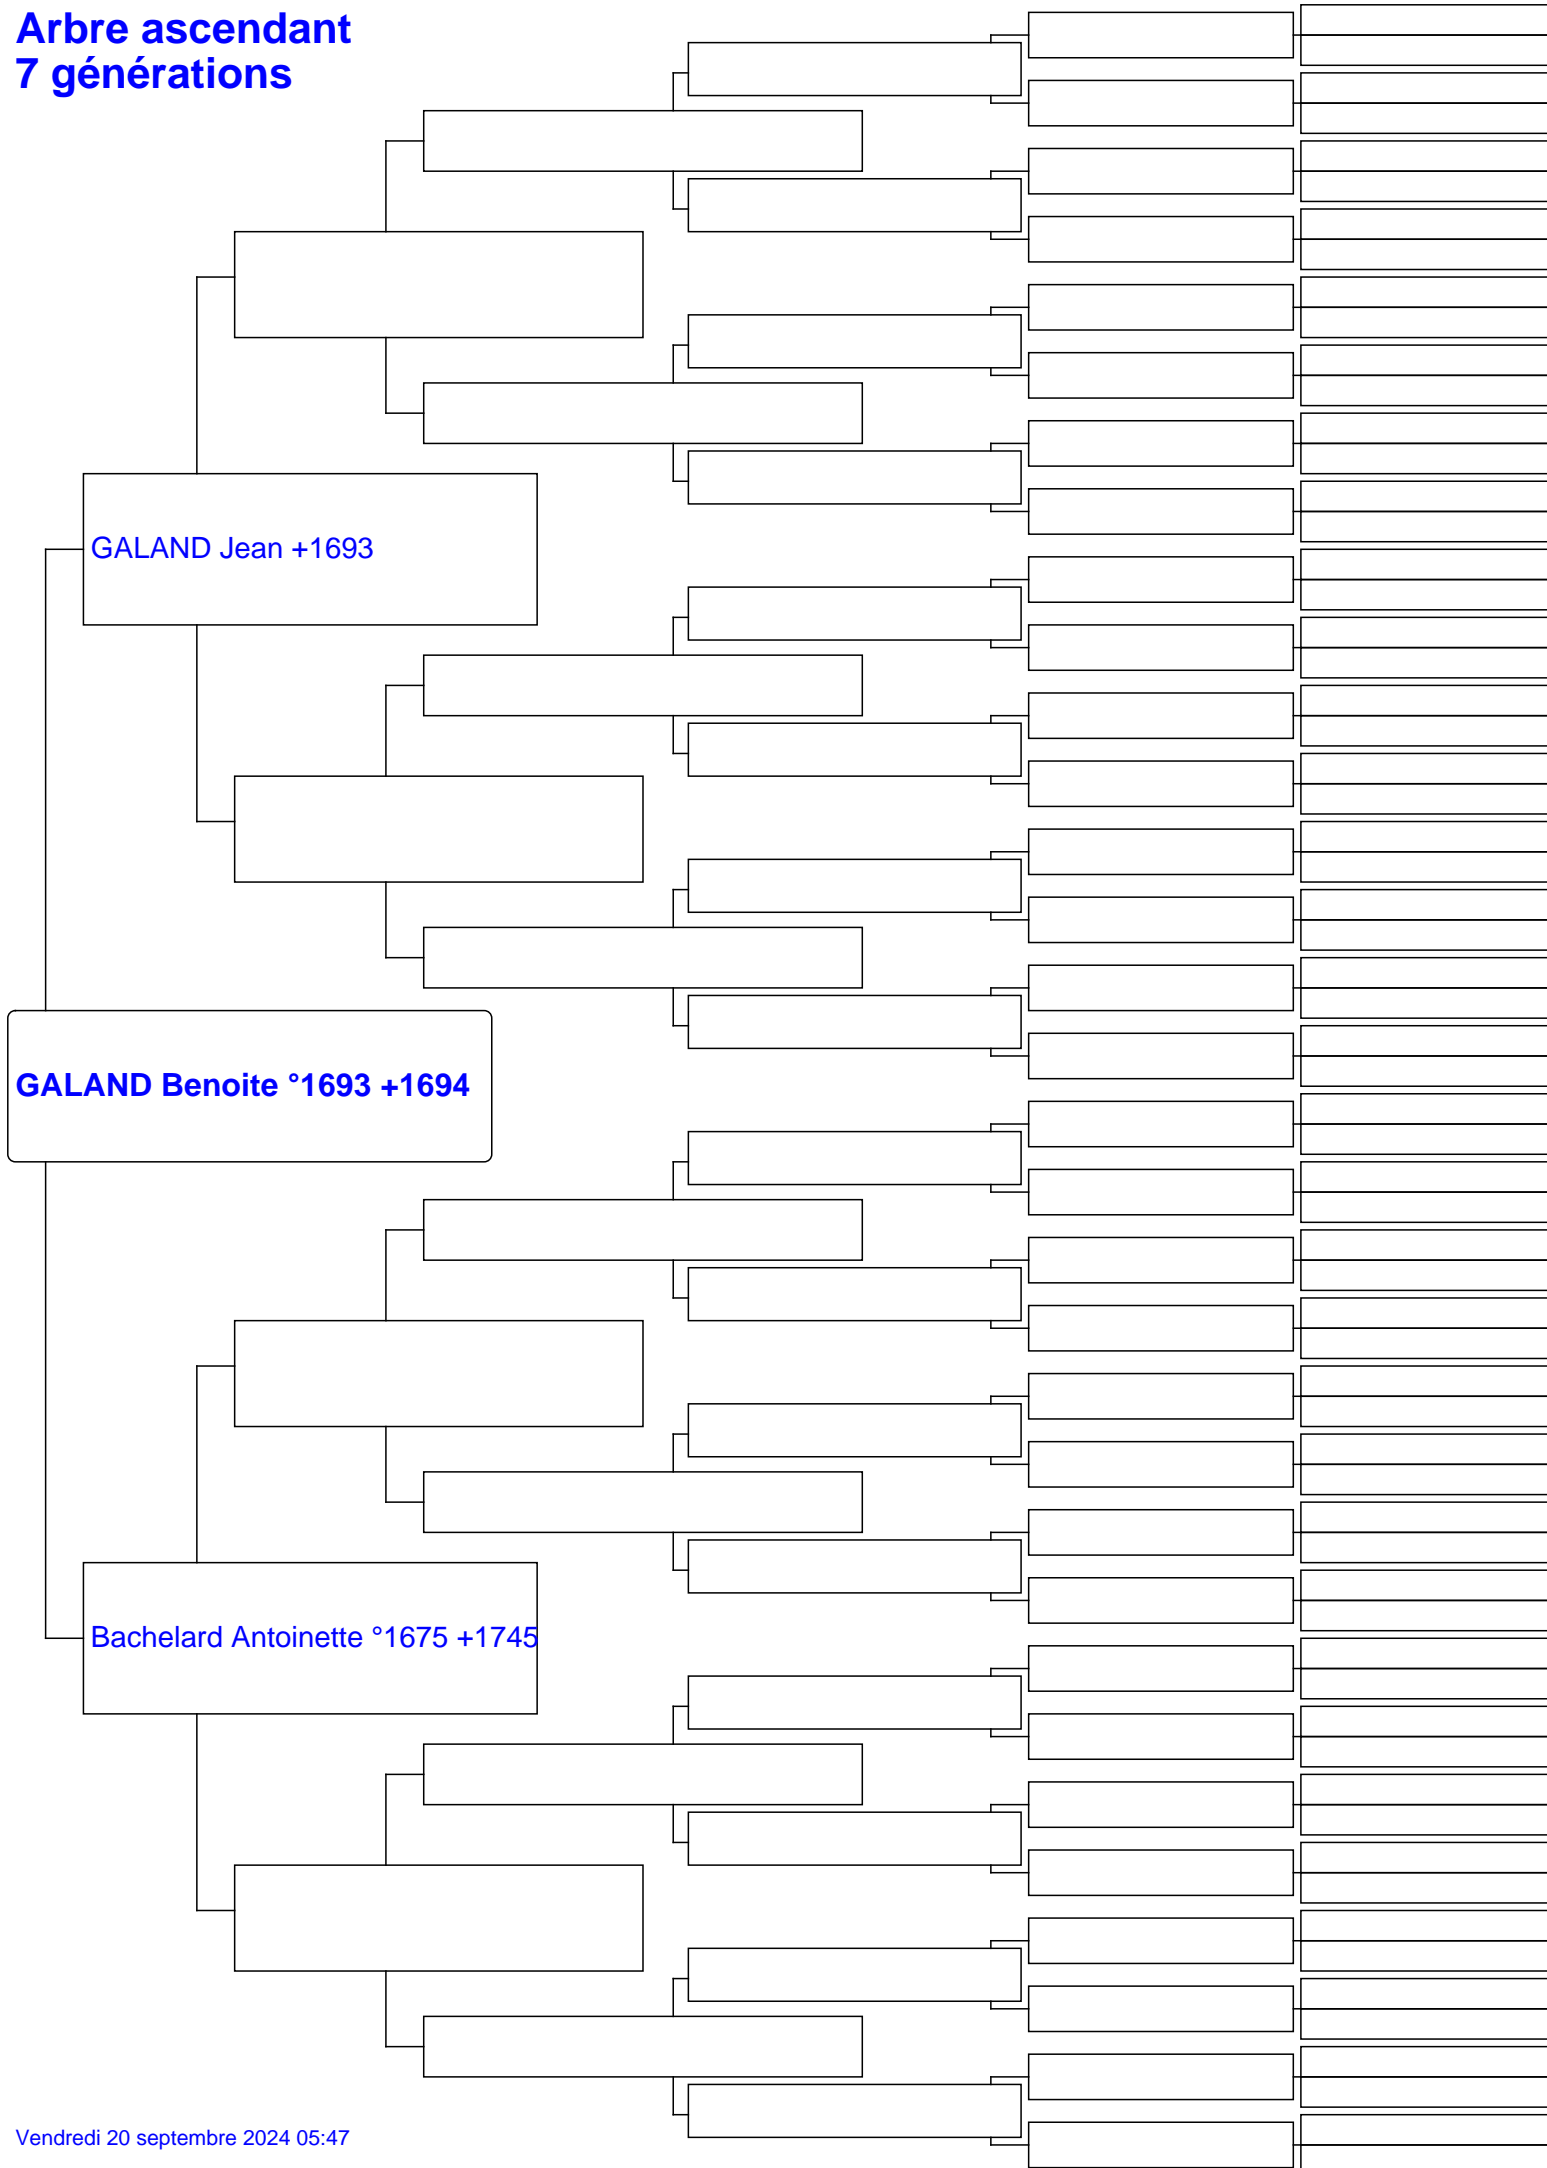 Arbre ascendant
7 générations
GALAND Jean +1693
GALAND Benoite °1693 +1694
Bachelard Antoinette °1675 +1745
Vendredi 20 septembre 2024 05:47